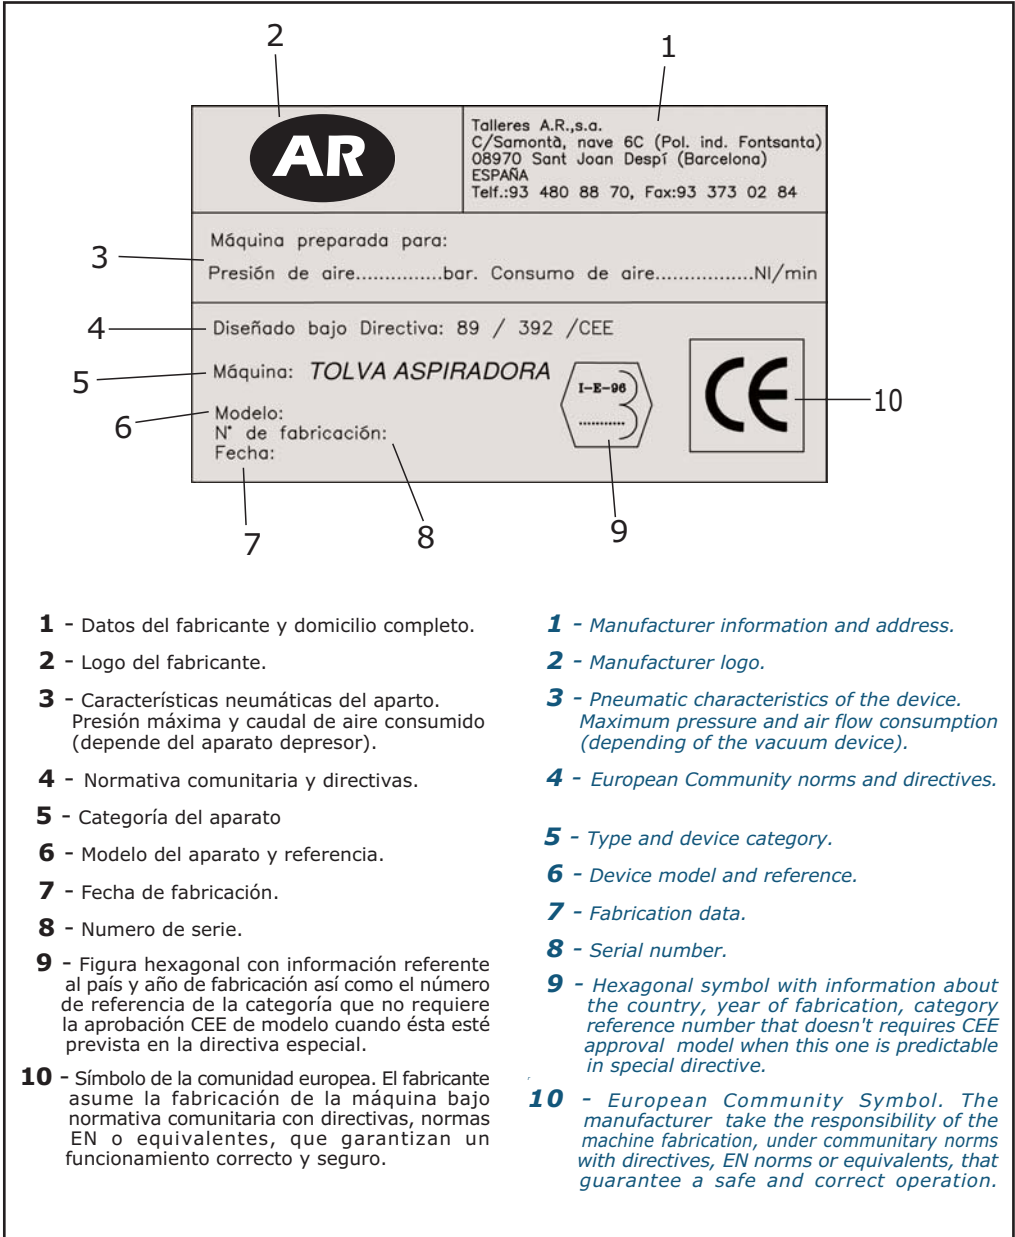 2
1
AR
Talleres A.R.,s.a.
C/Samontà, nave 6C (Pol. ind. Fontsanta)
08970 Sant Joan Despí (Barcelona)
ESPAÑA
Telf.:93 480 88 70, Fax:93 373 02 84
3
Máquina preparada para:
Presión de aire...............bar. Consumo de aire.................Nl/min
4
Diseñado bajo Directiva: 89 / 392 /CEE
5
Máquina: TOLVA ASPIRADORA
I-E-96
3
...........
CE
10
6
Modelo:
N° de fabricación:
Fecha:
7
8
9
1 - Datos del fabricante y domicilio completo.
2 - Logo del fabricante.
3 - Característícas neumáticas del aparto.
Presión máxima y caudal de aire consumido
(depende del aparato depresor).
4 - Normativa comunitaria y directivas.
5 - Categoría del aparato
6 - Modelo del aparato y referencia.
7 - Fecha de fabricación.
8 - Numero de serie.
9 - Figura hexagonal con información referente
al país y año de fabricación así como el número
de referencia de la categoría que no requiere
la aprobación CEE de modelo cuando ésta esté
prevista en la directiva especial.
10 - Símbolo de la comunidad europea. El fabricante
asume la fabricación de la máquina bajo
normativa comunitaria con directivas, normas
EN o equivalentes, que garantizan un
funcionamiento correcto y seguro.
1 - Manufacturer information and address.
2 - Manufacturer logo.
3 - Pneumatic characteristics of the device.
Maximum pressure and air flow consumption
(depending of the vacuum device).
4 - European Community norms and directives.
5 - Type and device category.
6 - Device model and reference.
7 - Fabrication data.
8 - Serial number.
9 - Hexagonal symbol with information about
the country, year of fabrication, category
reference number that doesn't requires CEE
approval model when this one is predictable
in special directive.
10 - European Community Symbol. The
manufacturer take the responsibility of the
machine fabrication, under communitary norms
with directives, EN norms or equivalents, that
guarantee a safe and correct operation.